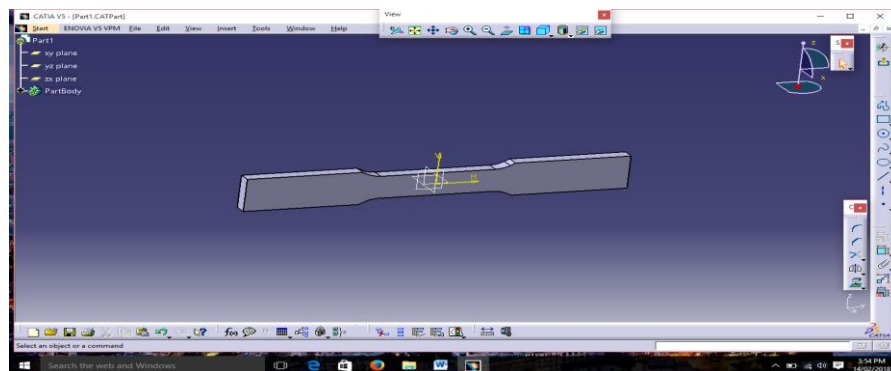 CATIA V5 - [Part1.CATPart]
View
Start ENOVIA V5 VPM File Edit View Insert Tools Window Help
Part1
xy plane
yz plane
zx plane
PartBody
z
x
S
V
H
C
f(x)
CATIA
Select an object or a command
Search the web and Windows
3:54 PM